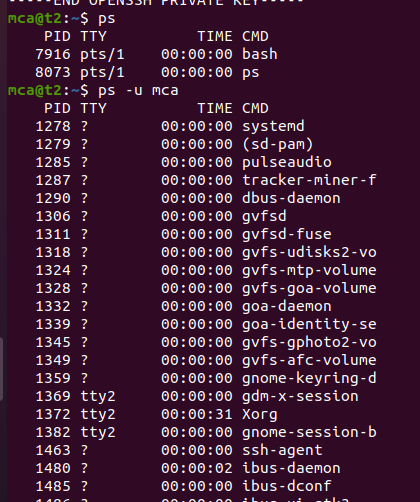 -----END OPENSSH PRIVATE KEY-----
mca@t2:~$ ps
PID TTY TIME CMD
7916 pts/1 00:00:00 bash
8073 pts/1 00:00:00 ps
mca@t2:~$ ps -u mca
PID TTY TIME CMD
1278 ? 00:00:00 systemd
1279 ? 00:00:00 (sd-pam)
1285 ? 00:00:00 pulseaudio
1287 ? 00:00:00 tracker-miner-f
1290 ? 00:00:00 dbus-daemon
1306 ? 00:00:00 gvfsd
1311 ? 00:00:00 gvfsd-fuse
1318 ? 00:00:00 gvfs-udisks2-vo
1324 ? 00:00:00 gvfs-mtp-volume
1328 ? 00:00:00 gvfs-goa-volume
1332 ? 00:00:00 goa-daemon
1339 ? 00:00:00 goa-identity-se
1345 ? 00:00:00 gvfs-gphoto2-vo
1349 ? 00:00:00 gvfs-afc-volume
1359 ? 00:00:00 gnome-keyring-d
1369 tty2 00:00:00 gdm-x-session
1372 tty2 00:00:31 Xorg
1382 tty2 00:00:00 gnome-session-b
1463 ? 00:00:00 ssh-agent
1480 ? 00:00:02 ibus-daemon
1485 ? 00:00:00 ibus-dconf